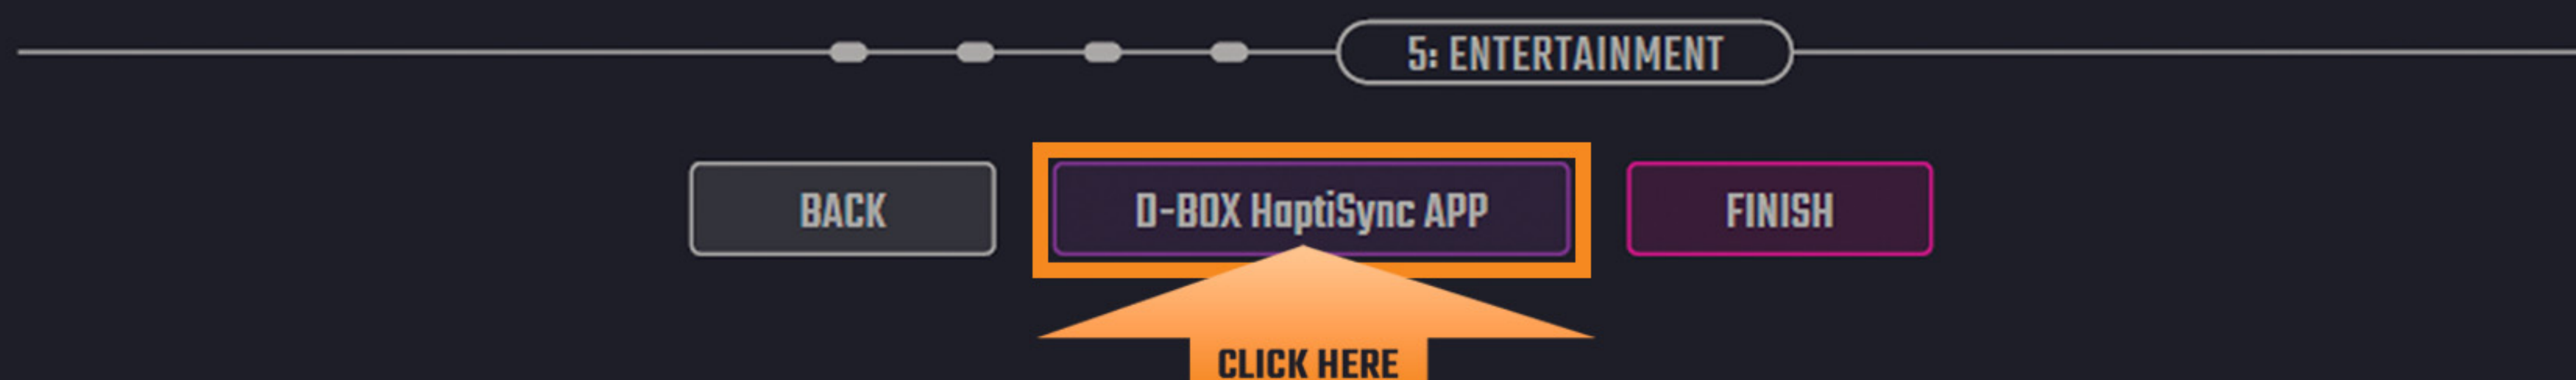 5: ENTERTAINMENT
BACK
D-BOX HaptiSync APP
FINISH
CLICK HERE